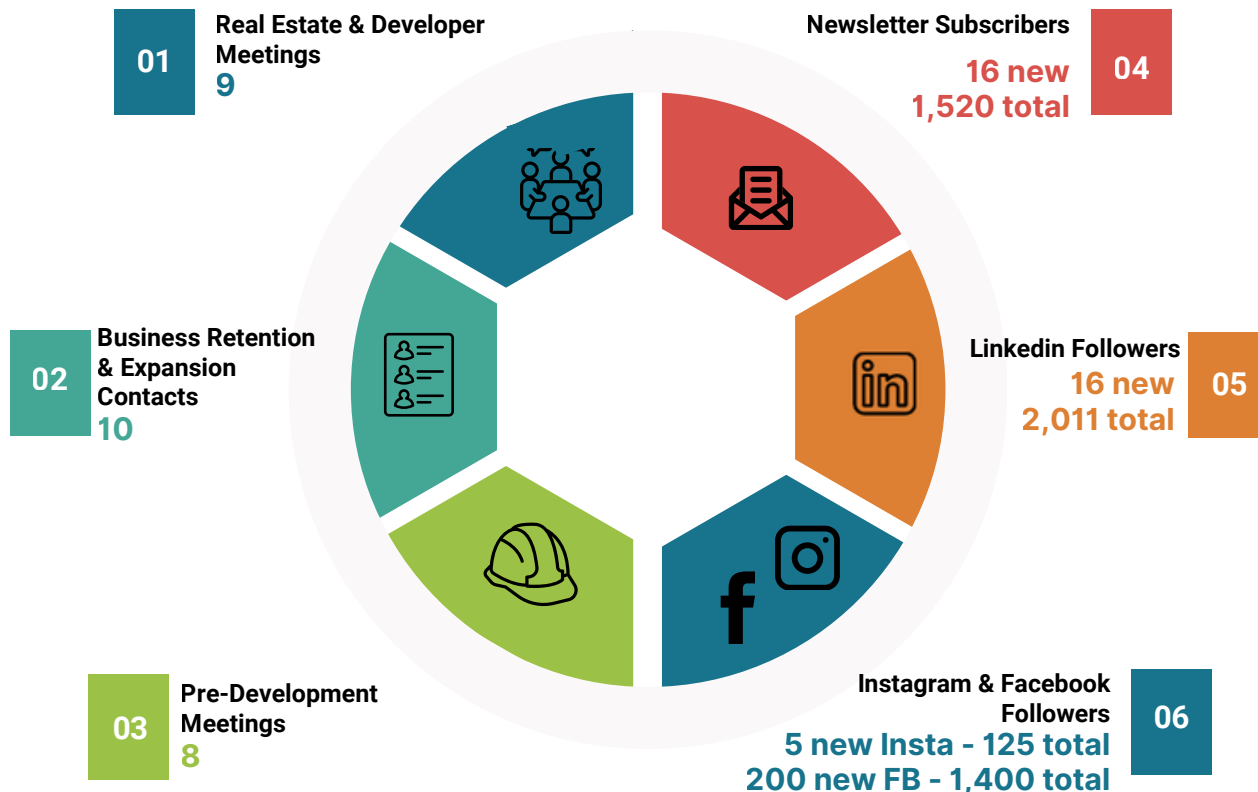 01
Real Estate & Developer
Meetings
9
02
Business Retention
& Expansion
Contacts
10
03
Pre-Development
Meetings
8
Newsletter Subscribers
16 new
1,520 total
04
Linkedin Followers
16 new
2,011 total
05
Instagram & Facebook
Followers
5 new Insta - 125 total
200 new FB - 1,400 total
06
in
f